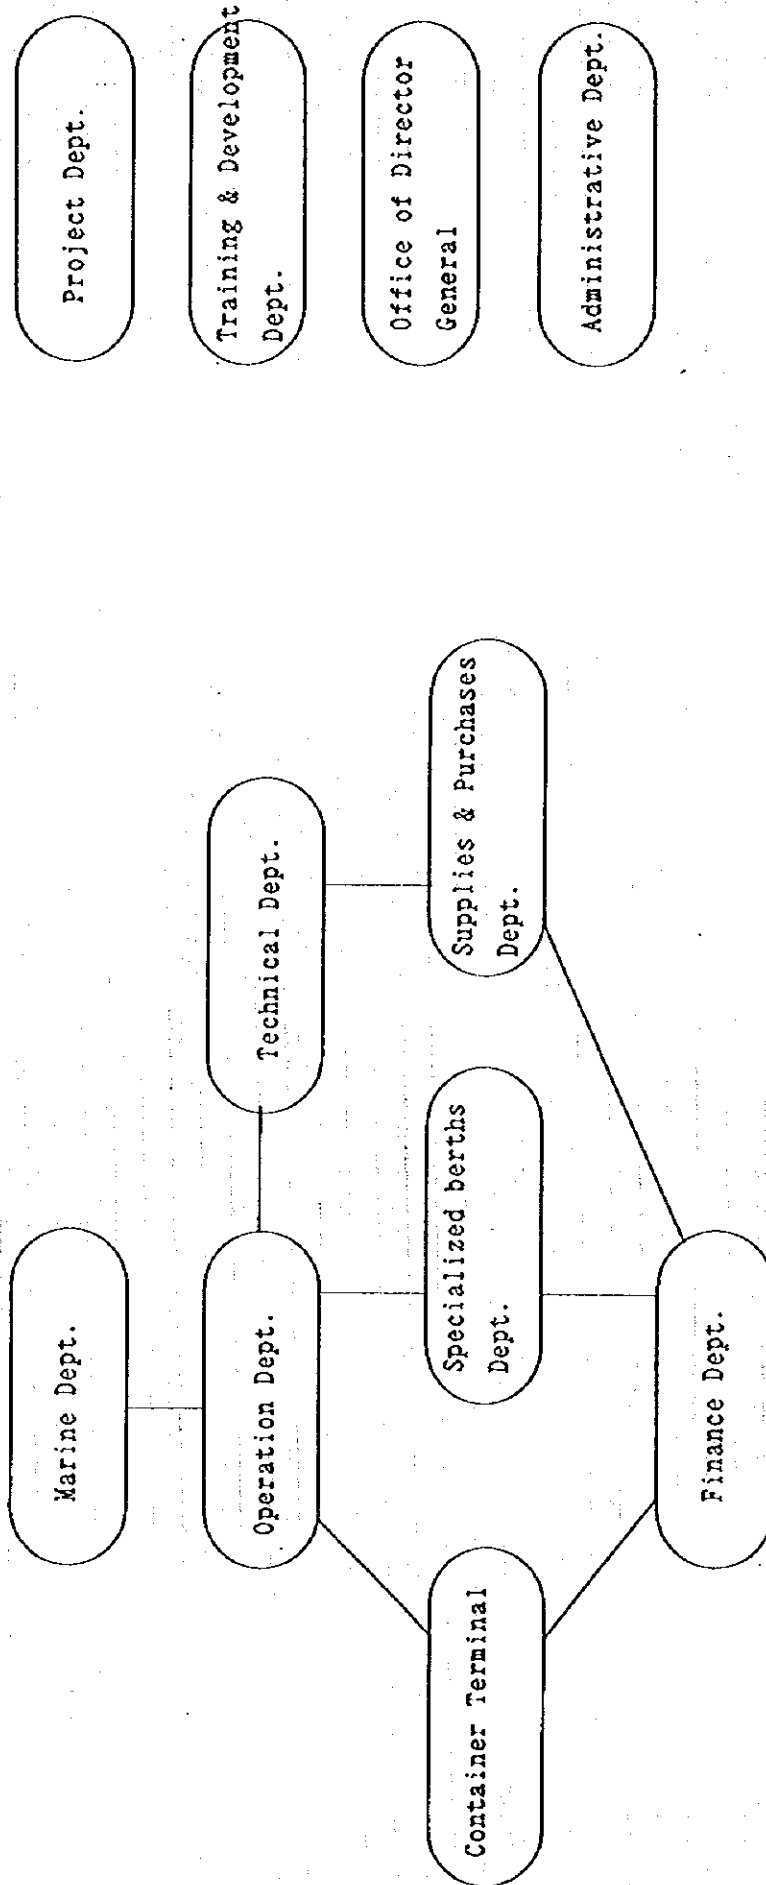 Marine Dept.
Operation Dept.
Technical Dept.
Container Terminal
Specialized berths
Dept.
Supplies & Purchases
Dept.
Finance Dept.
Project Dept.
Training & Development
Dept.
Office of Director
General
Administrative Dept.